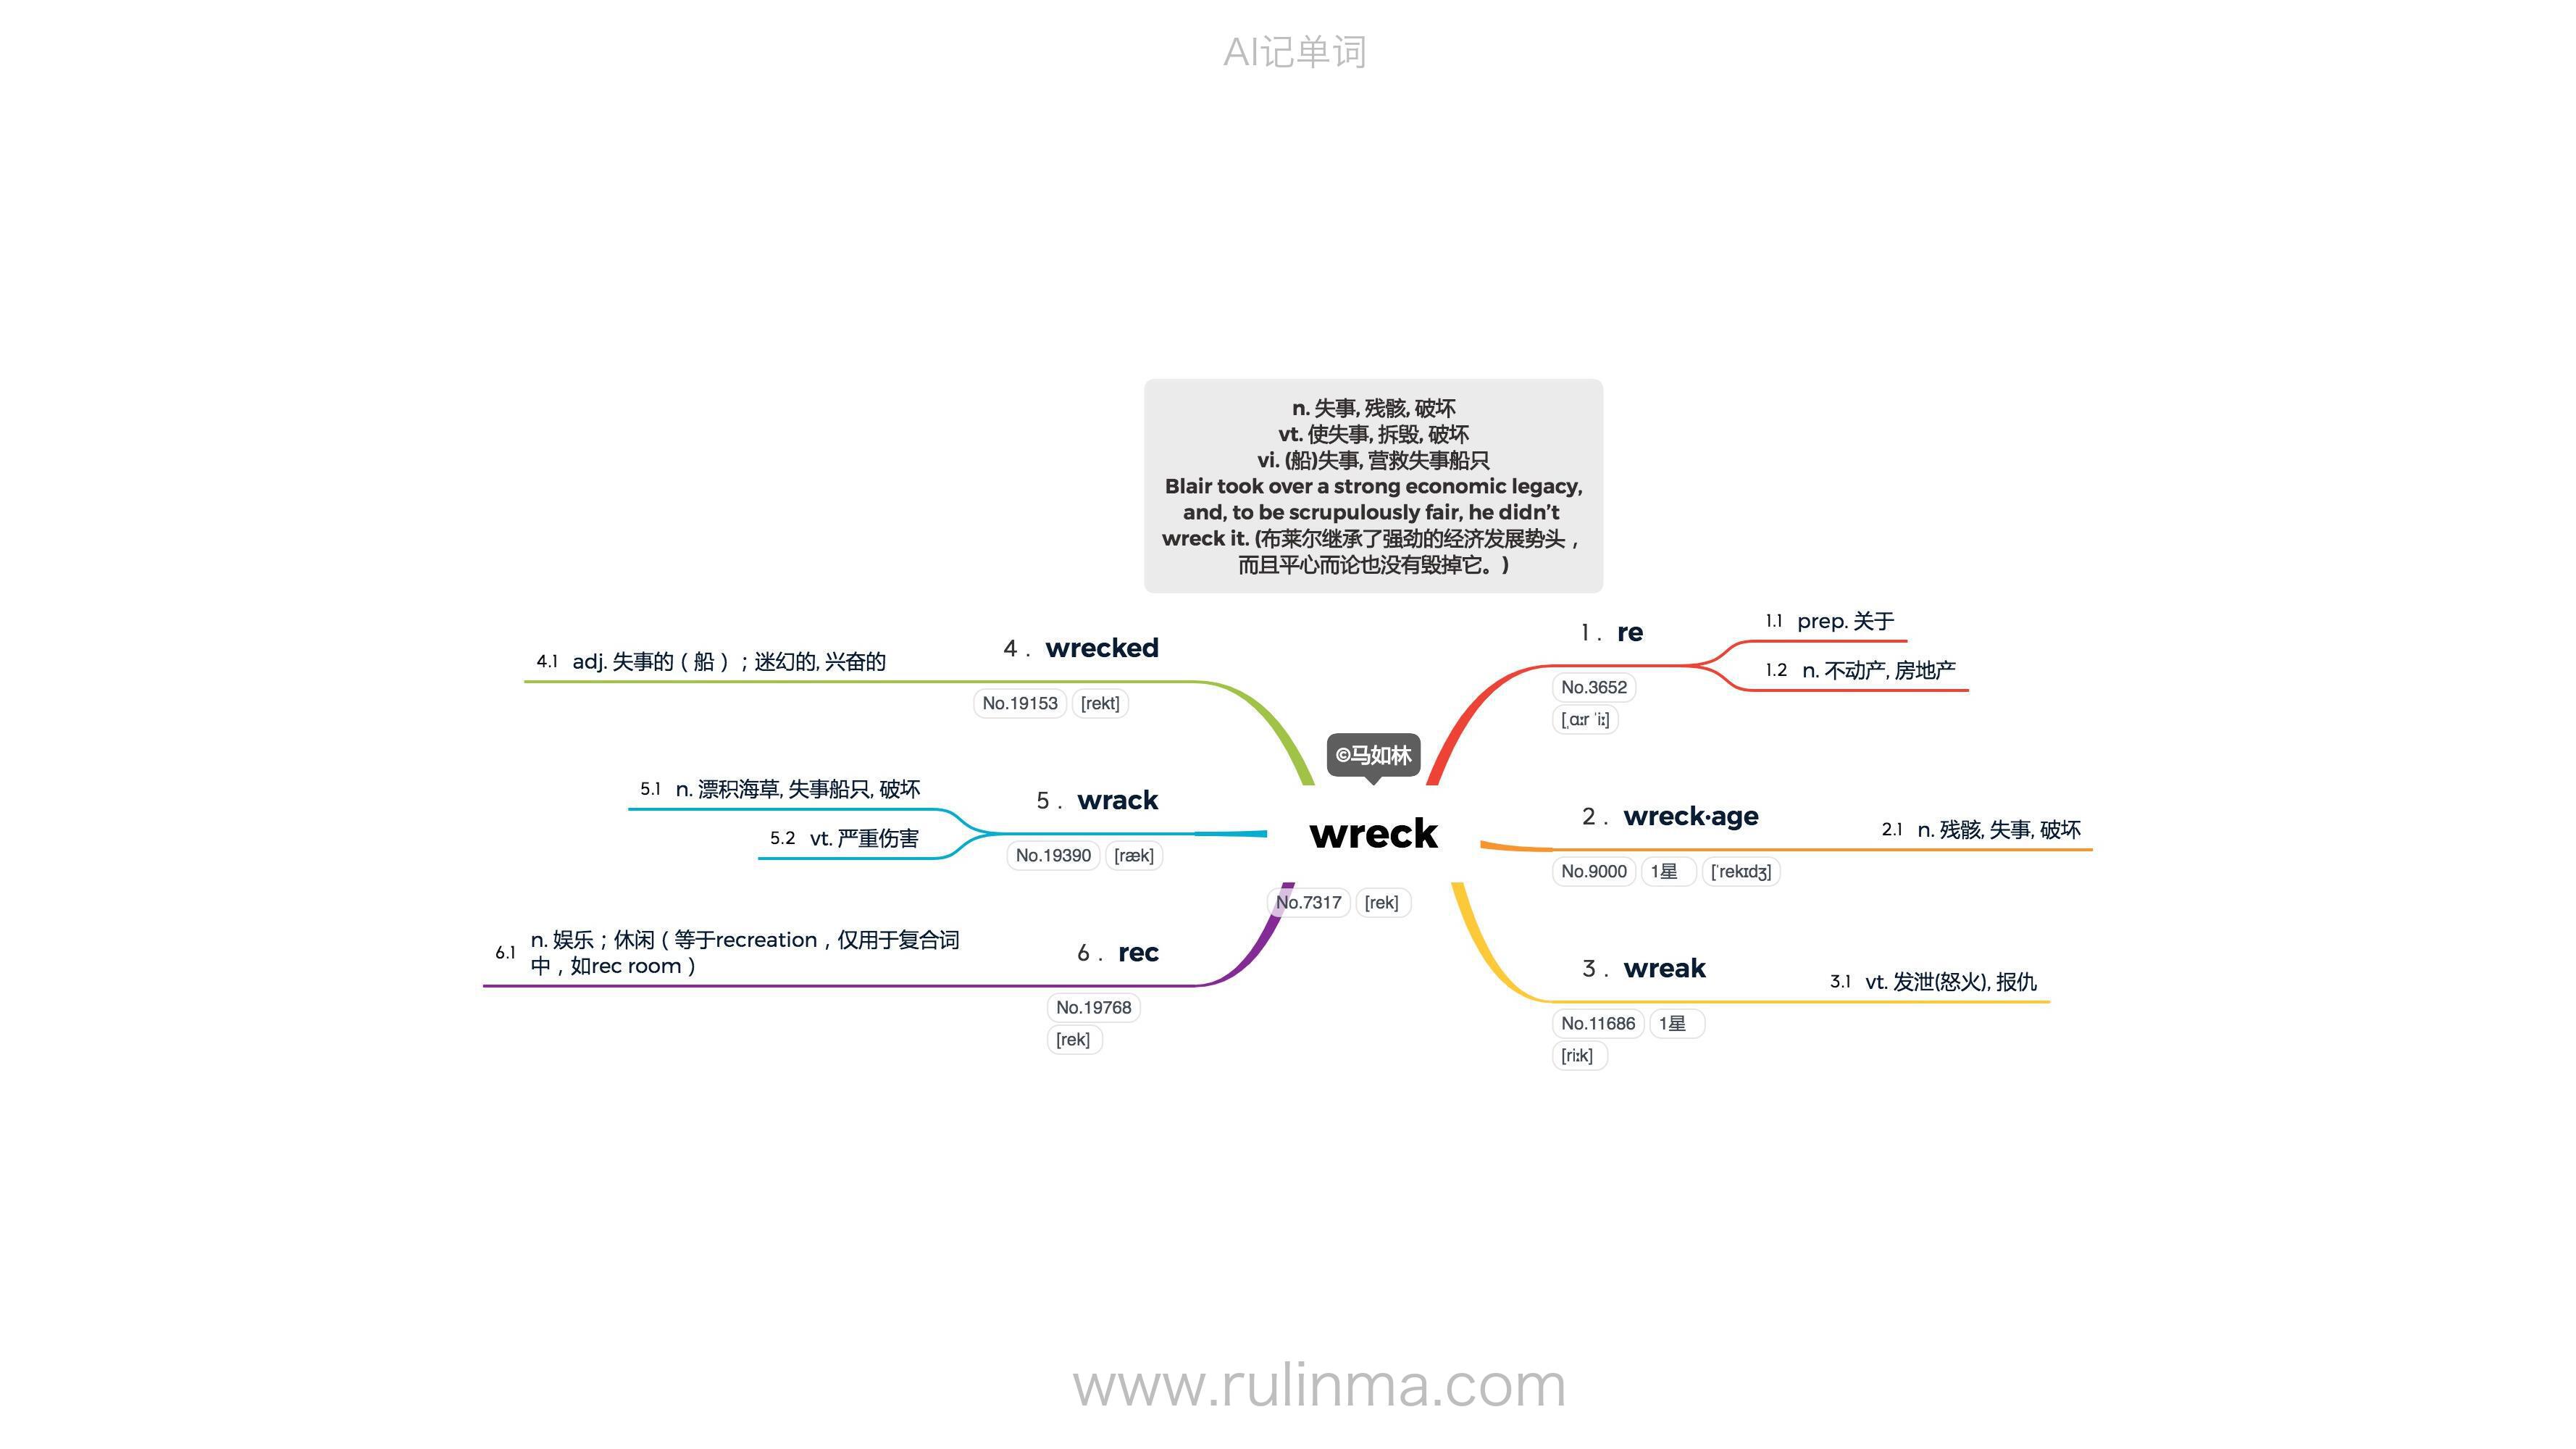 AI记单词
n. 失事, 残骸, 破坏
vt. 使失事, 拆毁, 破坏
vi. (船)失事, 营救失事船只
Blair took over a strong economic legacy,
and, to be scrupulously fair, he didn’t
wreck it. (布莱尔继承了强劲的经济发展势头，
而且平心而论也没有毁掉它。)
©马如林
wreck
No.7317 [rek]
1. re
No.3652
[ˌɑːr ˈiː]
1.1 prep. 关于
1.2 n. 不动产, 房地产
2. wreck·age
No.9000 1星 [ˈrekɪdʒ]
2.1 n. 残骸, 失事, 破坏
3. wreak
No.11686 1星
[riːk]
3.1 vt. 发泄(怒火), 报仇
4. wrecked
No.19153 [rekt]
4.1 adj. 失事的（船）；迷幻的, 兴奋的
5. wrack
No.19390 [ræk]
5.1 n. 漂积海草, 失事船只, 破坏
5.2 vt. 严重伤害
6. rec
No.19768
[rek]
6.1 n. 娱乐；休闲（等于recreation，仅用于复合词
中，如rec room）
www.rulinma.com